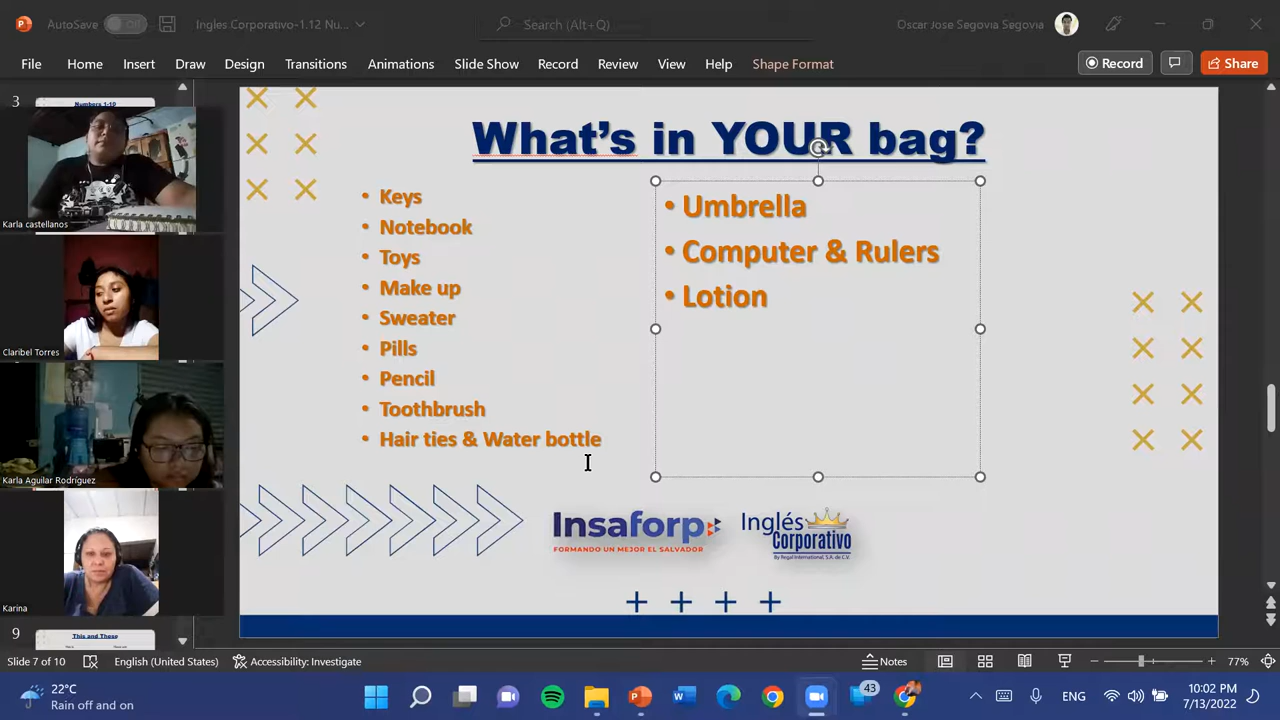 AutoSave Off Ingles Corporativo-1.12 Nu... Search (Alt+Q) Oscar Jose Segovia Segovia
File Home Insert Draw Design Transitions Animations Slide Show Record Review View Help Shape Format Record Share
3
Numbers 1-10
Karla castellanos
Claribel Torres
Karla Aguilar Rodríguez
Karina
9
This and These
What's in YOUR bag?
• Keys
• Notebook
• Toys
• Make up
• Sweater
• Pills
• Pencil
• Toothbrush
• Hair ties & Water bottle
• Umbrella
• Computer & Rulers
• Lotion
Insaforp
FORMANDO UN MEJOR EL SALVADOR
Inglés
Corporativo
By Regal International, S.A. de C.V.
Slide 7 of 10 English (United States) Accessibility: Investigate Notes 77%
22°C
Rain off and on
43
ENG
10:02 PM
7/13/2022